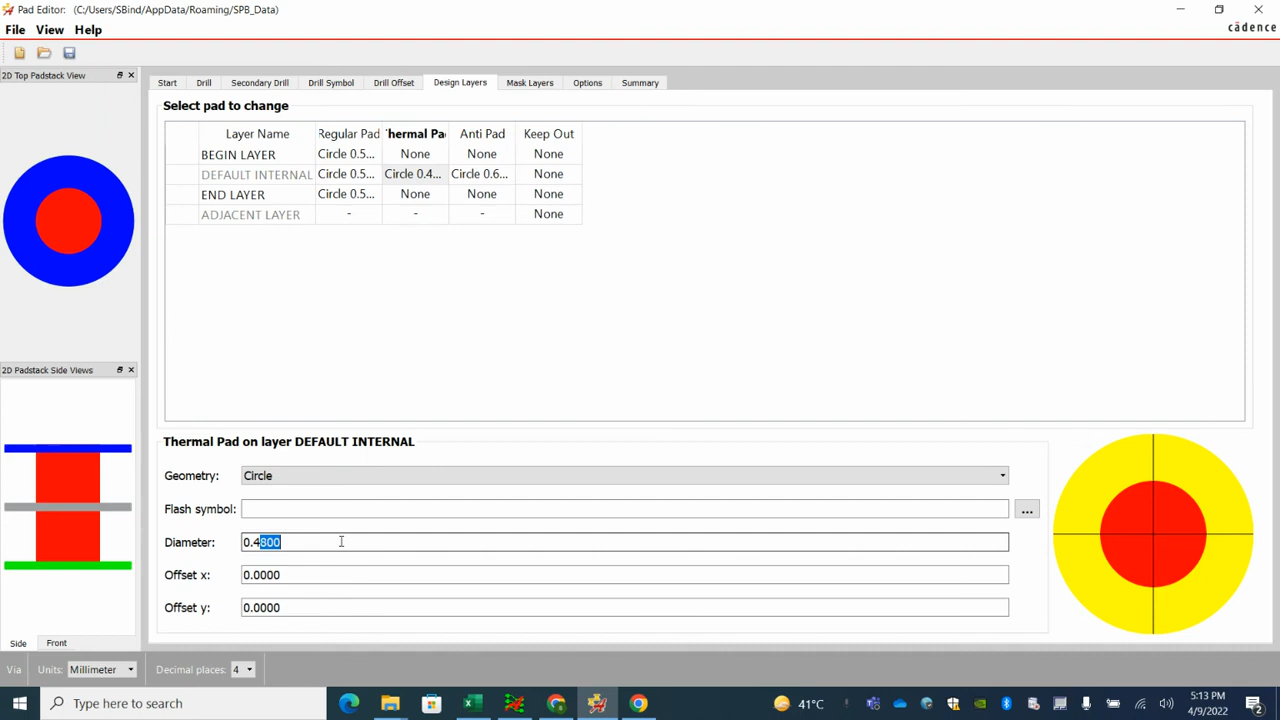 Pad Editor: (C:/Users/SBind/AppData/Roaming/SPB_Data)
File View Help
cādence
2D Top Padstack View
Start Drill Secondary Drill Drill Symbol Drill Offset Design Layers Mask Layers Options Summary
Select pad to change
Layer Name Regular Pad Thermal Pa Anti Pad Keep Out
BEGIN LAYER Circle 0.5... None None None
DEFAULT INTERNAL Circle 0.5... Circle 0.4... Circle 0.6... None
END LAYER Circle 0.5... None None None
ADJACENT LAYER - - - None
2D Padstack Side Views
Thermal Pad on layer DEFAULT INTERNAL
Geometry: Circle
Flash symbol: ...
Diameter: 0.4800
Offset x: 0.0000
Offset y: 0.0000
Side Front
Via Units: Millimeter Decimal places: 4
Type here to search
41°C
5:13 PM
4/9/2022
2